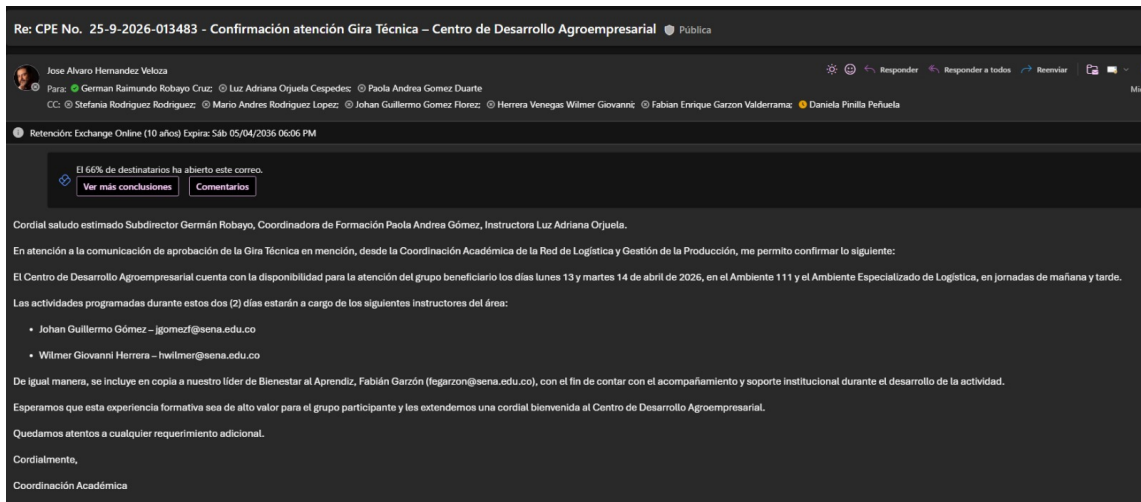 Re: CPE No. 25-9-2026-013483 - Confirmación atención Gira Técnica – Centro de Desarrollo Agroempresarial Pública
Jose Alvaro Hernandez Veloza
Responder Responder a todos Reenviar
Para: German Raimundo Robayo Cruz; Luz Adriana Orjuela Cespedes; Paola Andrea Gomez Duarte
CC: Stefania Rodriguez Rodriguez; Mario Andres Rodriguez Lopez; Johan Guillermo Gomez Florez; Herrera Venegas Wilmer Giovanni; Fabian Enrique Garzon Valderrama; Daniela Pinilla Peñuela
Retención: Exchange Online (10 años) Expira: Sáb 05/04/2036 06:06 PM
El 66% de destinatarios ha abierto este correo.
Ver más conclusiones Comentarios
Cordial saludo estimado Subdirector Germán Robayo, Coordinadora de Formación Paola Andrea Gómez, Instructora Luz Adriana Orjuela.
En atención a la comunicación de aprobación de la Gira Técnica en mención, desde la Coordinación Académica de la Red de Logística y Gestión de la Producción, me permito confirmar lo siguiente:
El Centro de Desarrollo Agroempresarial cuenta con la disponibilidad para la atención del grupo beneficiario los días lunes 13 y martes 14 de abril de 2026, en el Ambiente 111 y el Ambiente Especializado de Logística, en jornadas de mañana y tarde.
Las actividades programadas durante estos dos (2) días estarán a cargo de los siguientes instructores del área:
• Johan Guillermo Gómez – jgomezf@sena.edu.co
• Wilmer Giovanni Herrera – hwilmer@sena.edu.co
De igual manera, se incluye en copia a nuestro líder de Bienestar al Aprendiz, Fabián Garzón (fegarzon@sena.edu.co), con el fin de contar con el acompañamiento y soporte institucional durante el desarrollo de la actividad.
Esperamos que esta experiencia formativa sea de alto valor para el grupo participante y les extendemos una cordial bienvenida al Centro de Desarrollo Agroempresarial.
Quedamos atentos a cualquier requerimiento adicional.
Cordialmente,
Coordinación Académica